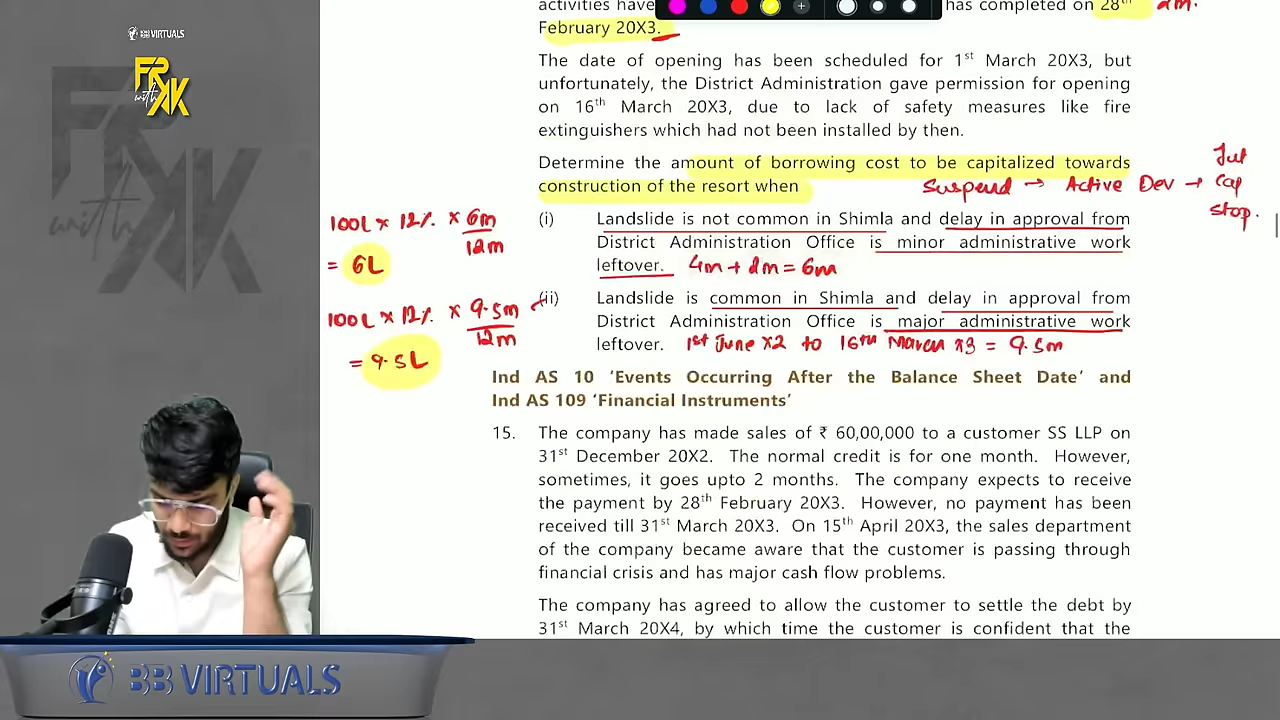 BB VIRTUALS
FR
with AK
activities have has completed on 28th 2m.
February 20X3.
The date of opening has been scheduled for 1st March 20X3, but
unfortunately, the District Administration gave permission for opening
on 16th March 20X3, due to lack of safety measures like fire
extinguishers which had not been installed by then.
Determine the amount of borrowing cost to be capitalized towards
construction of the resort when
Suspend → Active Dev → Int
Cap
stop.
(i) Landslide is not common in Shimla and delay in approval from
District Administration Office is minor administrative work
leftover. 4m + 2m = 6m
100L x 12% x 6m
12m
= 6L
(ii) Landslide is common in Shimla and delay in approval from
District Administration Office is major administrative work
leftover. 1st June X2 to 16th March X3 = 9.5m
100L x 12% x 9.5m
12m
= 9.5L
Ind AS 10 ‘Events Occurring After the Balance Sheet Date’ and
Ind AS 109 ‘Financial Instruments’
15. The company has made sales of ₹ 60,00,000 to a customer SS LLP on
31st December 20X2. The normal credit is for one month. However,
sometimes, it goes upto 2 months. The company expects to receive
the payment by 28th February 20X3. However, no payment has been
received till 31st March 20X3. On 15th April 20X3, the sales department
of the company became aware that the customer is passing through
financial crisis and has major cash flow problems.
The company has agreed to allow the customer to settle the debt by
31st March 20X4, by which time the customer is confident that the
BB VIRTUALS